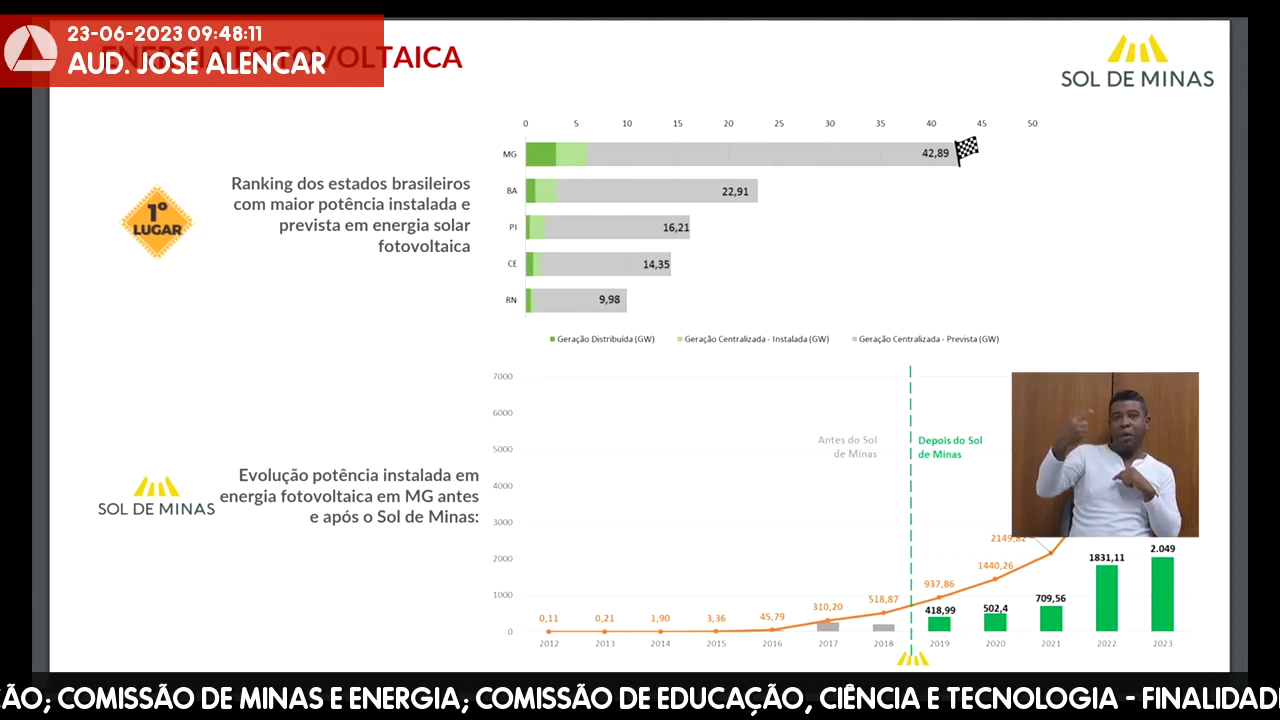 23-06-2023 09:48:11
AUD. JOSÉ ALENCAR
ENERGIA FOTOVOLTAICA
SOL DE MINAS
1º
LUGAR
Ranking dos estados brasileiros
com maior potência instalada e
prevista em energia solar
fotovoltaica
0 5 10 15 20 25 30 35 40 45 50
MG 42,89
BA 22,91
PI 16,21
CE 14,35
RN 9,98
Geração Distribuída (GW) Geração Centralizada - Instalada (GW) Geração Centralizada - Prevista (GW)
SOL DE MINAS
Evolução potência instalada em
energia fotovoltaica em MG antes
e após o Sol de Minas:
7000
6000
5000
4000
3000
2000
1000
0
Antes do Sol
de Minas
Depois do Sol
de Minas
0,11 0,21 1,90 3,36 45,79 310,20 518,87 937,86 1440,26 2149,82
418,99 502,4 709,56 1831,11 2.049
2012 2013 2014 2015 2016 2017 2018 2019 2020 2021 2022 2023
ÇÃO; COMISSÃO DE MINAS E ENERGIA; COMISSÃO DE EDUCAÇÃO, CIÊNCIA E TECNOLOGIA - FINALIDAD